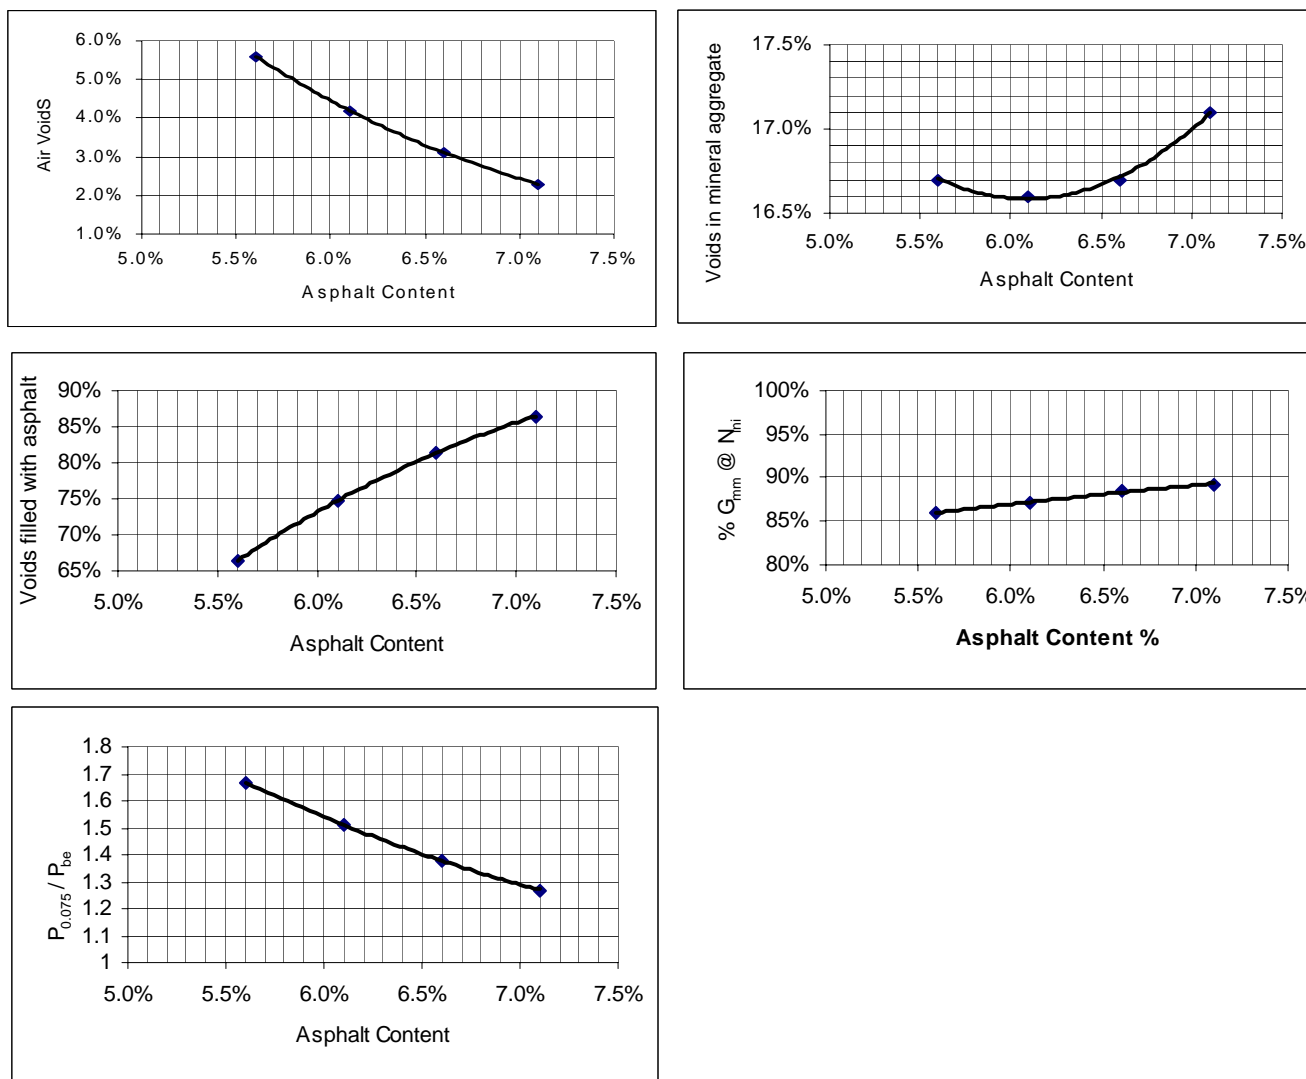 Air VoidS
6.0%
5.0%
4.0%
3.0%
2.0%
1.0%
5.0% 5.5% 6.0% 6.5% 7.0% 7.5%
Asphalt Content
Voids in mineral aggregate
17.5%
17.0%
16.5%
5.0% 5.5% 6.0% 6.5% 7.0% 7.5%
Asphalt Content
Voids filled with asphalt
90%
85%
80%
75%
70%
65%
5.0% 5.5% 6.0% 6.5% 7.0% 7.5%
Asphalt Content
% Gmm @ NIni
100%
95%
90%
85%
80%
5.0% 5.5% 6.0% 6.5% 7.0% 7.5%
Asphalt Content %
P0.075 / Pbe
1.8
1.7
1.6
1.5
1.4
1.3
1.2
1.1
1
5.0% 5.5% 6.0% 6.5% 7.0% 7.5%
Asphalt Content